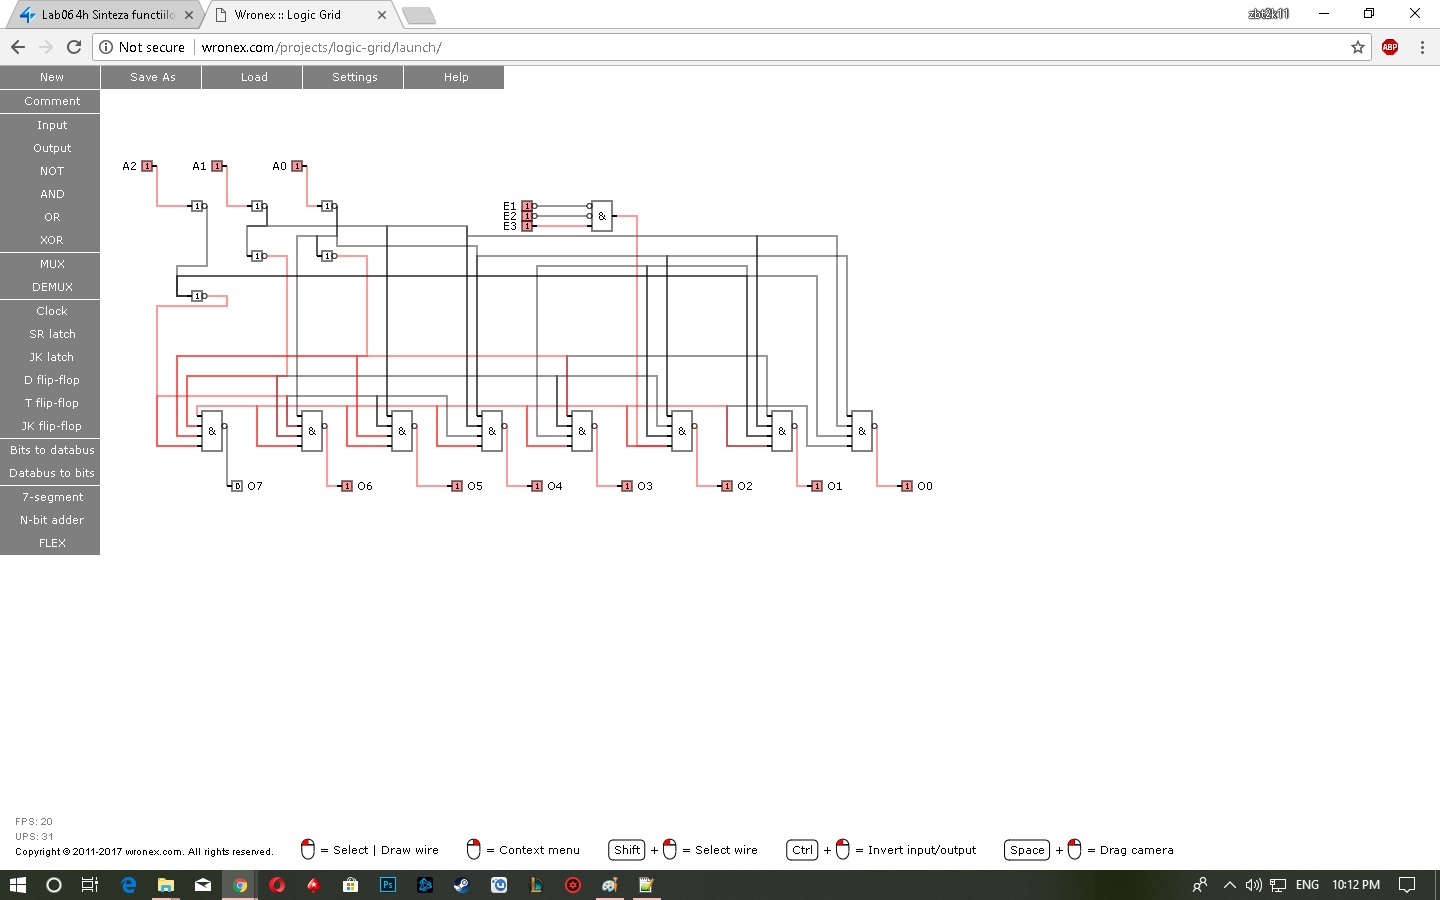 Lab06 4h Sinteza functiilo
Wronex :: Logic Grid
zbt2k11
Not secure
wronex.com/projects/logic-grid/launch/
ABP
New
Save As
Load
Settings
Help
Comment
Input
Output
NOT
AND
OR
XOR
MUX
DEMUX
Clock
SR latch
JK latch
D flip-flop
T flip-flop
JK flip-flop
Bits to databus
Databus to bits
7-segment
N-bit adder
FLEX
A2 1
A1 1
A0 1
1 1 1
E1 1
E2 1
E3 1
&
1 1
1
& & & & & & & &
0 O7
1 O6
1 O5
1 O4
1 O3
1 O2
1 O1
1 O0
FPS: 20
UPS: 31
Copyright © 2011-2017 wronex.com. All rights reserved.
= Select | Draw wire
= Context menu
Shift + = Select wire
Ctrl + = Invert input/output
Space + = Drag camera
Ps
ENG
10:12 PM